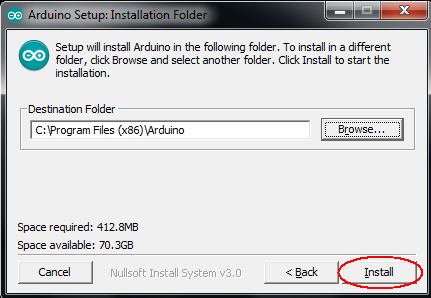 Arduino Setup: Installation Folder
Setup will install Arduino in the following folder. To install in a different
folder, click Browse and select another folder. Click Install to start the
installation.
Destination Folder
C:\Program Files (x86)\Arduino
Browse...
Space required: 412.8MB
Space available: 70.3GB
Cancel
Nullsoft Install System v3.0
< Back
Install